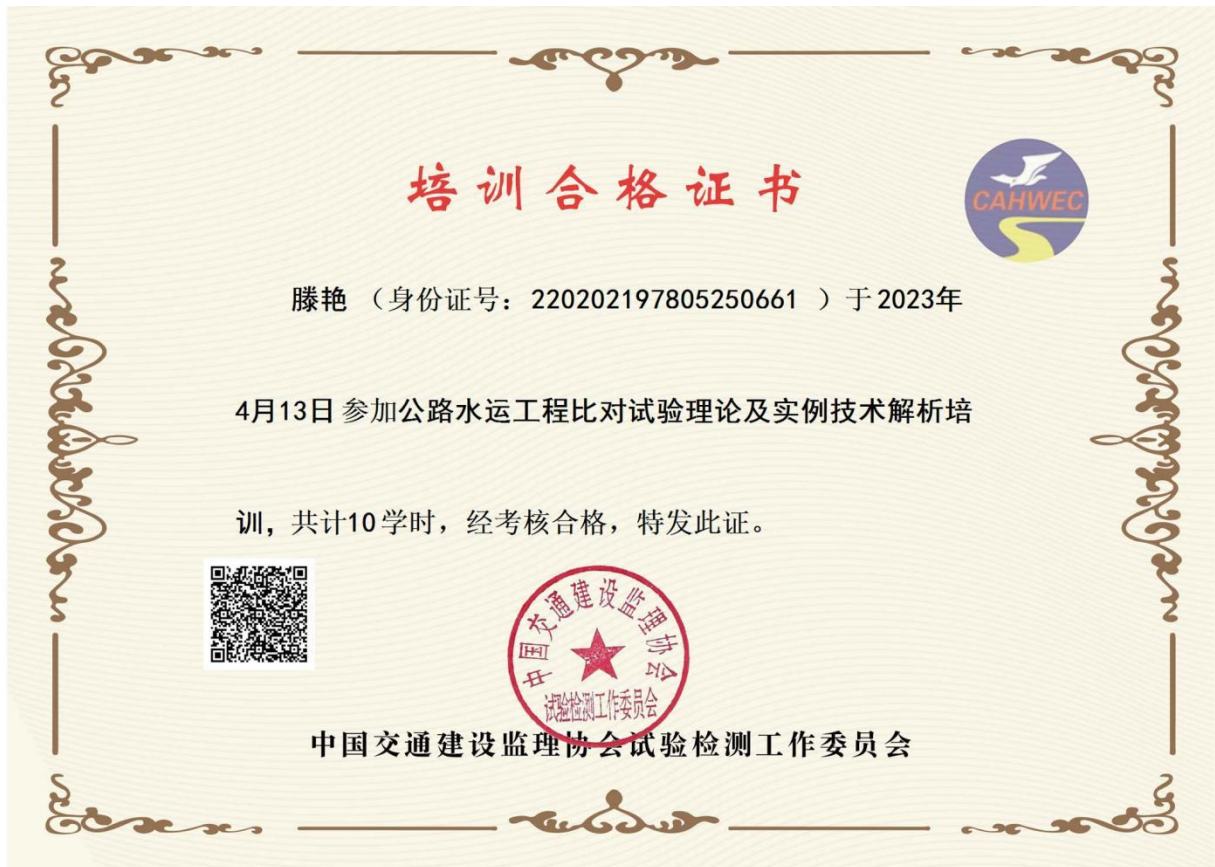 培训合格证书
CAHWEC
滕艳 （身份证号：220202197805250661 ）于2023年
4月13日 参加公路水运工程比对试验理论及实例技术解析培
训，共计10学时，经考核合格，特发此证。
中国交通建设监理协会
试验检测工作委员会
中国交通建设监理协会试验检测工作委员会